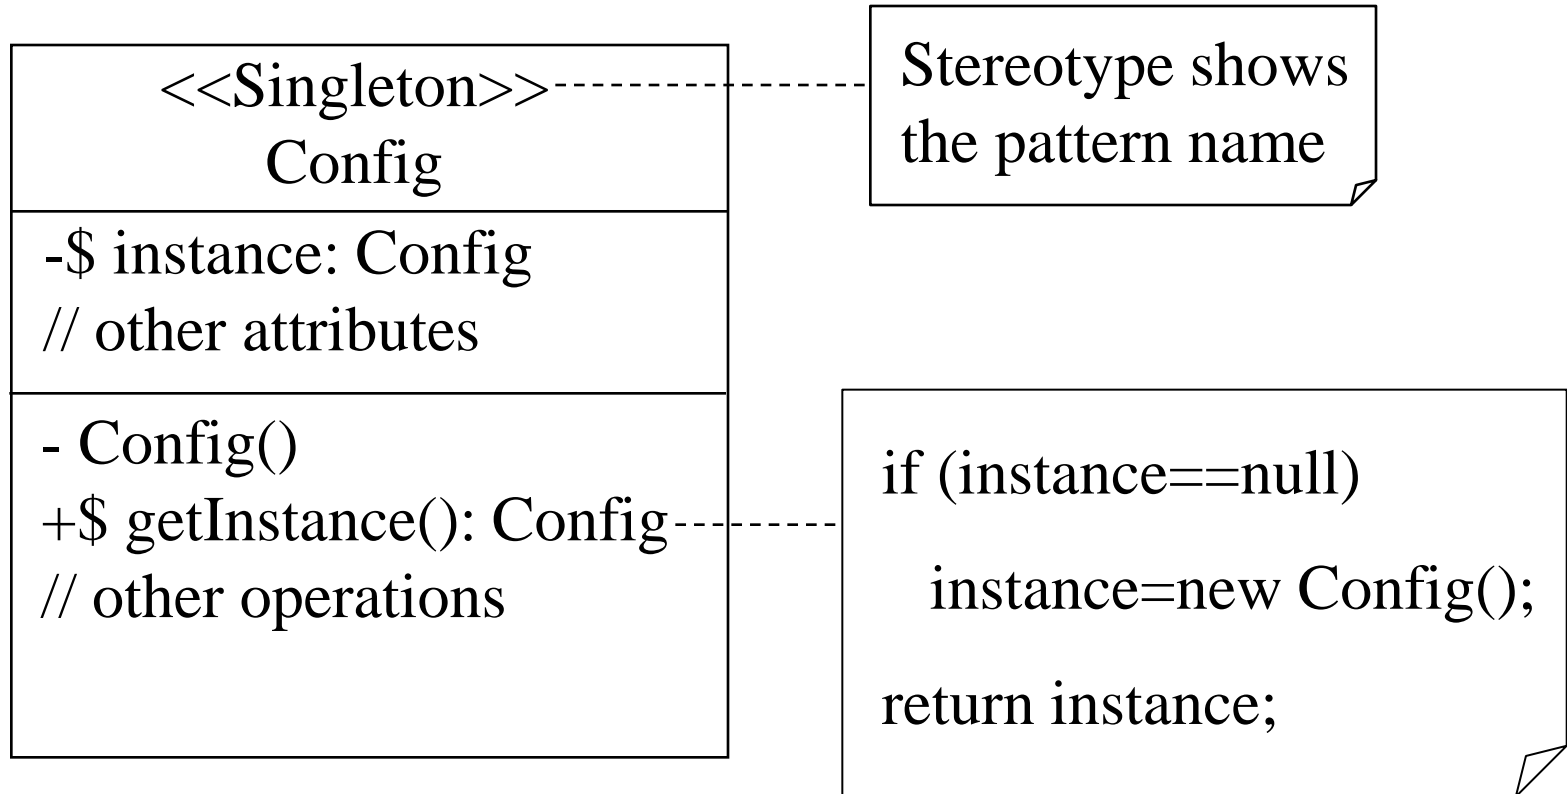 <<Singleton>>
Config
-$ instance: Config
// other attributes
- Config()
+$ getInstance(): Config
// other operations
Stereotype shows
the pattern name
if (instance==null)
instance=new Config();
return instance;